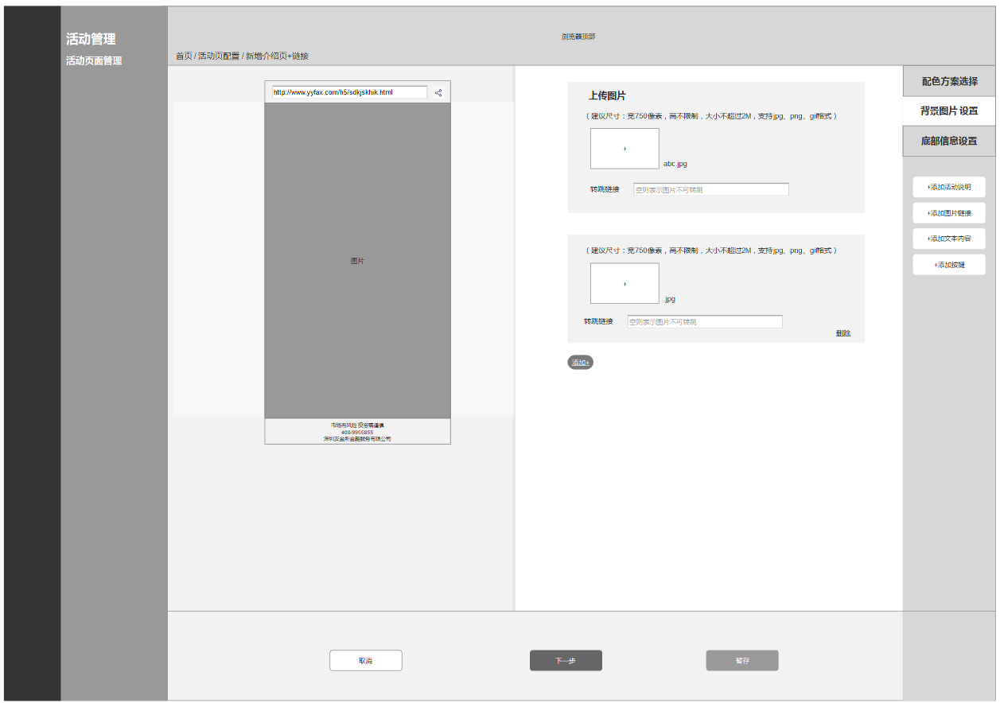 活动管理
活动页面管理
浏览器顶部
首页 / 活动页配置 / 新增介绍页+链接
http://www.yyfax.com/h5/sdkjskhik.html
图片
市场有风险 投资需谨慎
400-9955855
深圳友金所金融服务有限公司
上传图片
（ 建议尺寸：宽750像素，高不限制，大小不超过2M，支持jpg、png、gif格式 ）
+
abc.jpg
转跳链接
空则表示图片不可转跳
（ 建议尺寸：宽750像素，高不限制，大小不超过2M，支持jpg、png、gif格式 ）
+
.jpg
转跳链接
空则表示图片不可转跳
删除
添加+
配色方案选择
背景图片设置
底部信息设置
+添加活动说明
+添加图片链接
+添加文本内容
+添加按键
取消
下一步
暂存